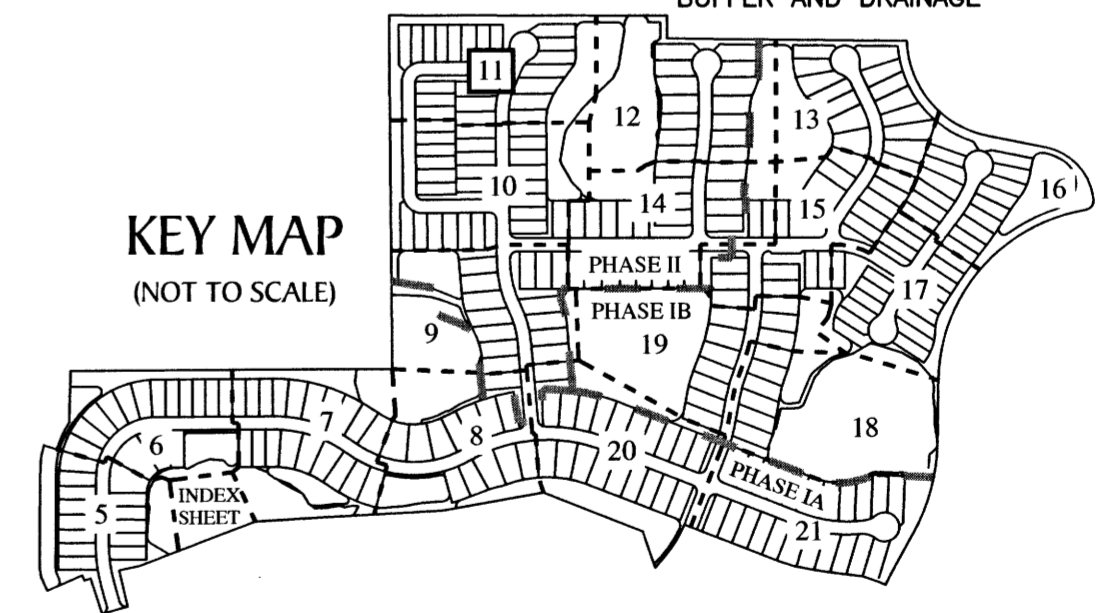 BUFFER AND DRAINAGE
11
12
13
10
14
15
16
KEY MAP
(NOT TO SCALE)
PHASE II
17
PHASE IB
9
19
18
7
8
6
20
PHASE IA
INDEX
SHEET
5
21